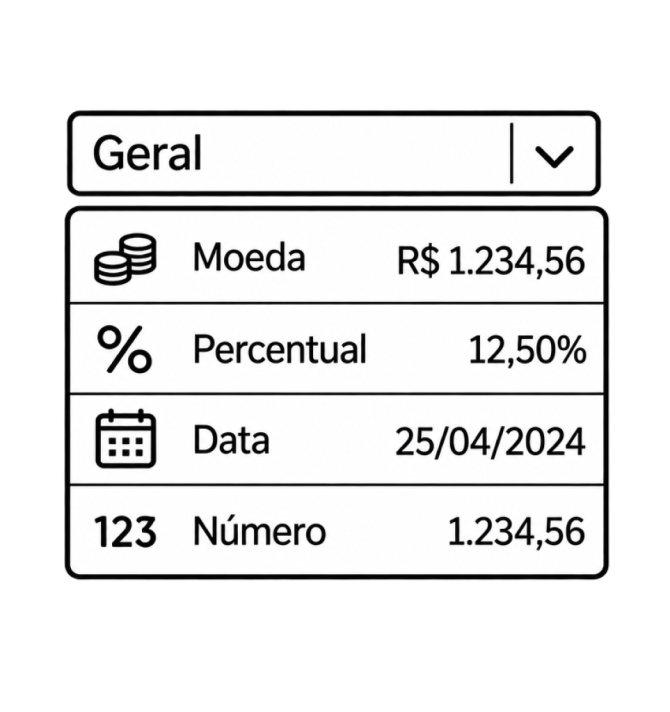 Geral
Moeda R$ 1.234,56
% Percentual 12,50%
Data 25/04/2024
123 Número 1.234,56